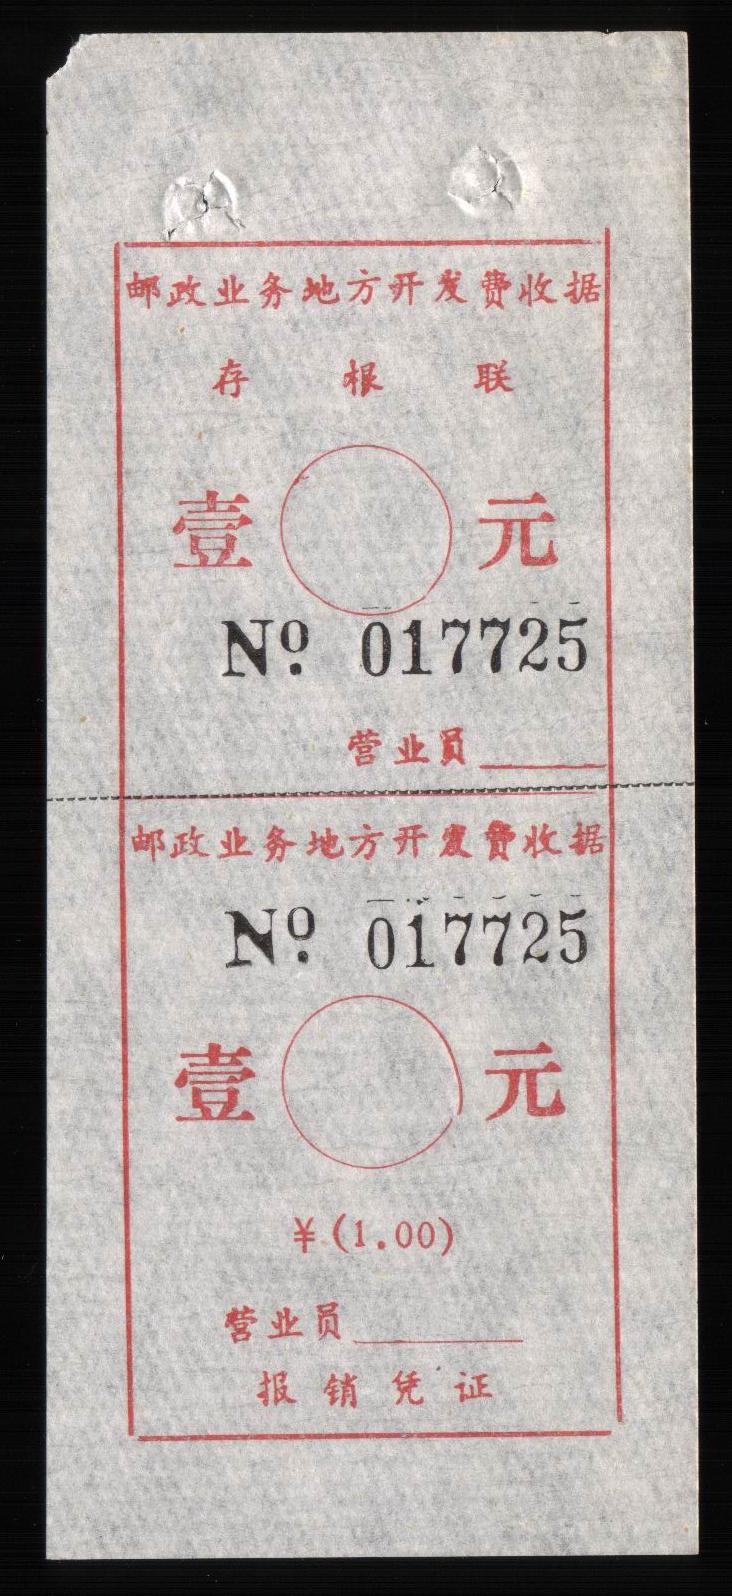 邮政业务地方开发费收据
存根联
壹元
Nº 017725
营业员
邮政业务地方开发费收据
Nº 017725
壹元
¥(1.00)
营业员
报销凭证